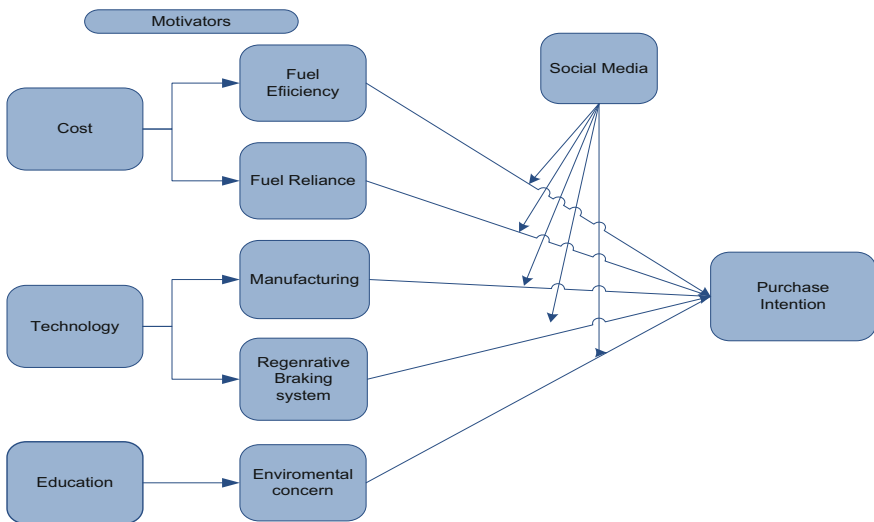 Motivators
Fuel
Efiiciency
Social Media
Cost
Fuel Reliance
Manufacturing
Purchase
Intention
Technology
Regenrative
Braking
system
Education
Enviromental
concern